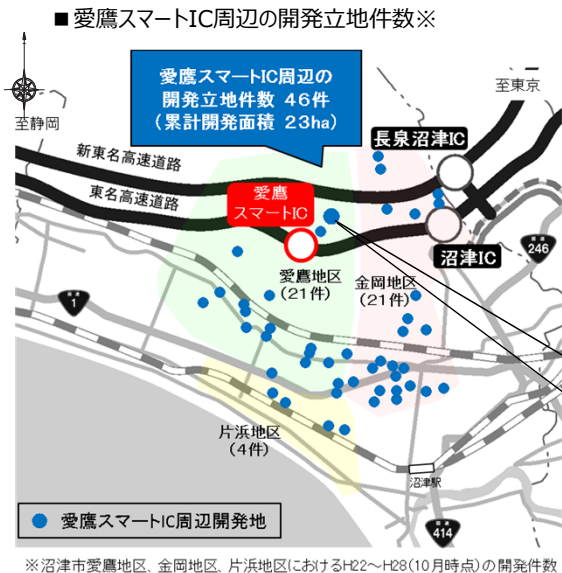 ■愛鷹スマートIC周辺の開発立地件数※
愛鷹スマートIC周辺の
開発立地件数 46件
(累計開発面積 23ha)
至東京
至静岡
新東名高速道路
東名高速道路
長泉沼津IC
愛鷹
スマートIC
沼津IC
国道
246
愛鷹地区
(21件)
金岡地区
(21件)
国道
1
片浜地区
(4件)
沼津駅
国道
414
愛鷹スマートIC周辺開発地
※沼津市愛鷹地区、金岡地区、片浜地区におけるH22～H28(10月時点)の開発件数